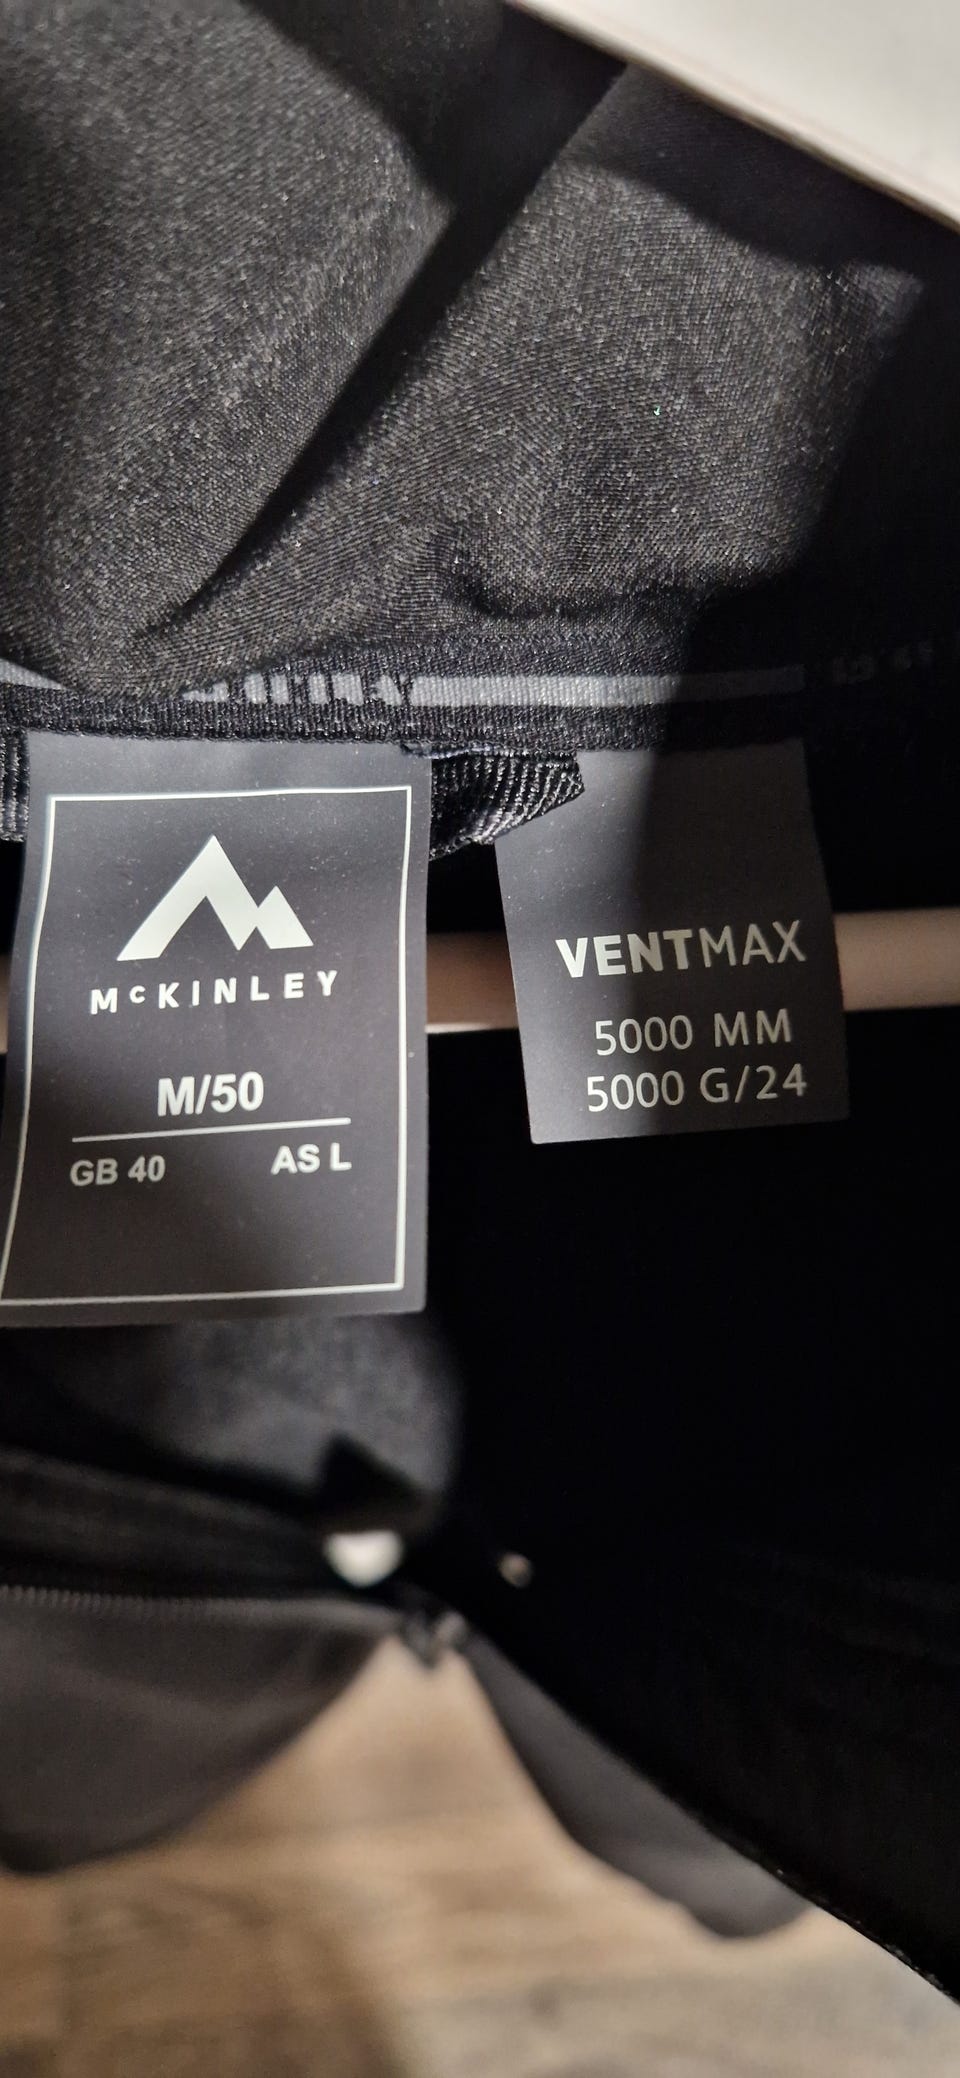 McKINLEY
M/50
GB 40 AS L
VENTMAX
5000 MM
5000 G/24